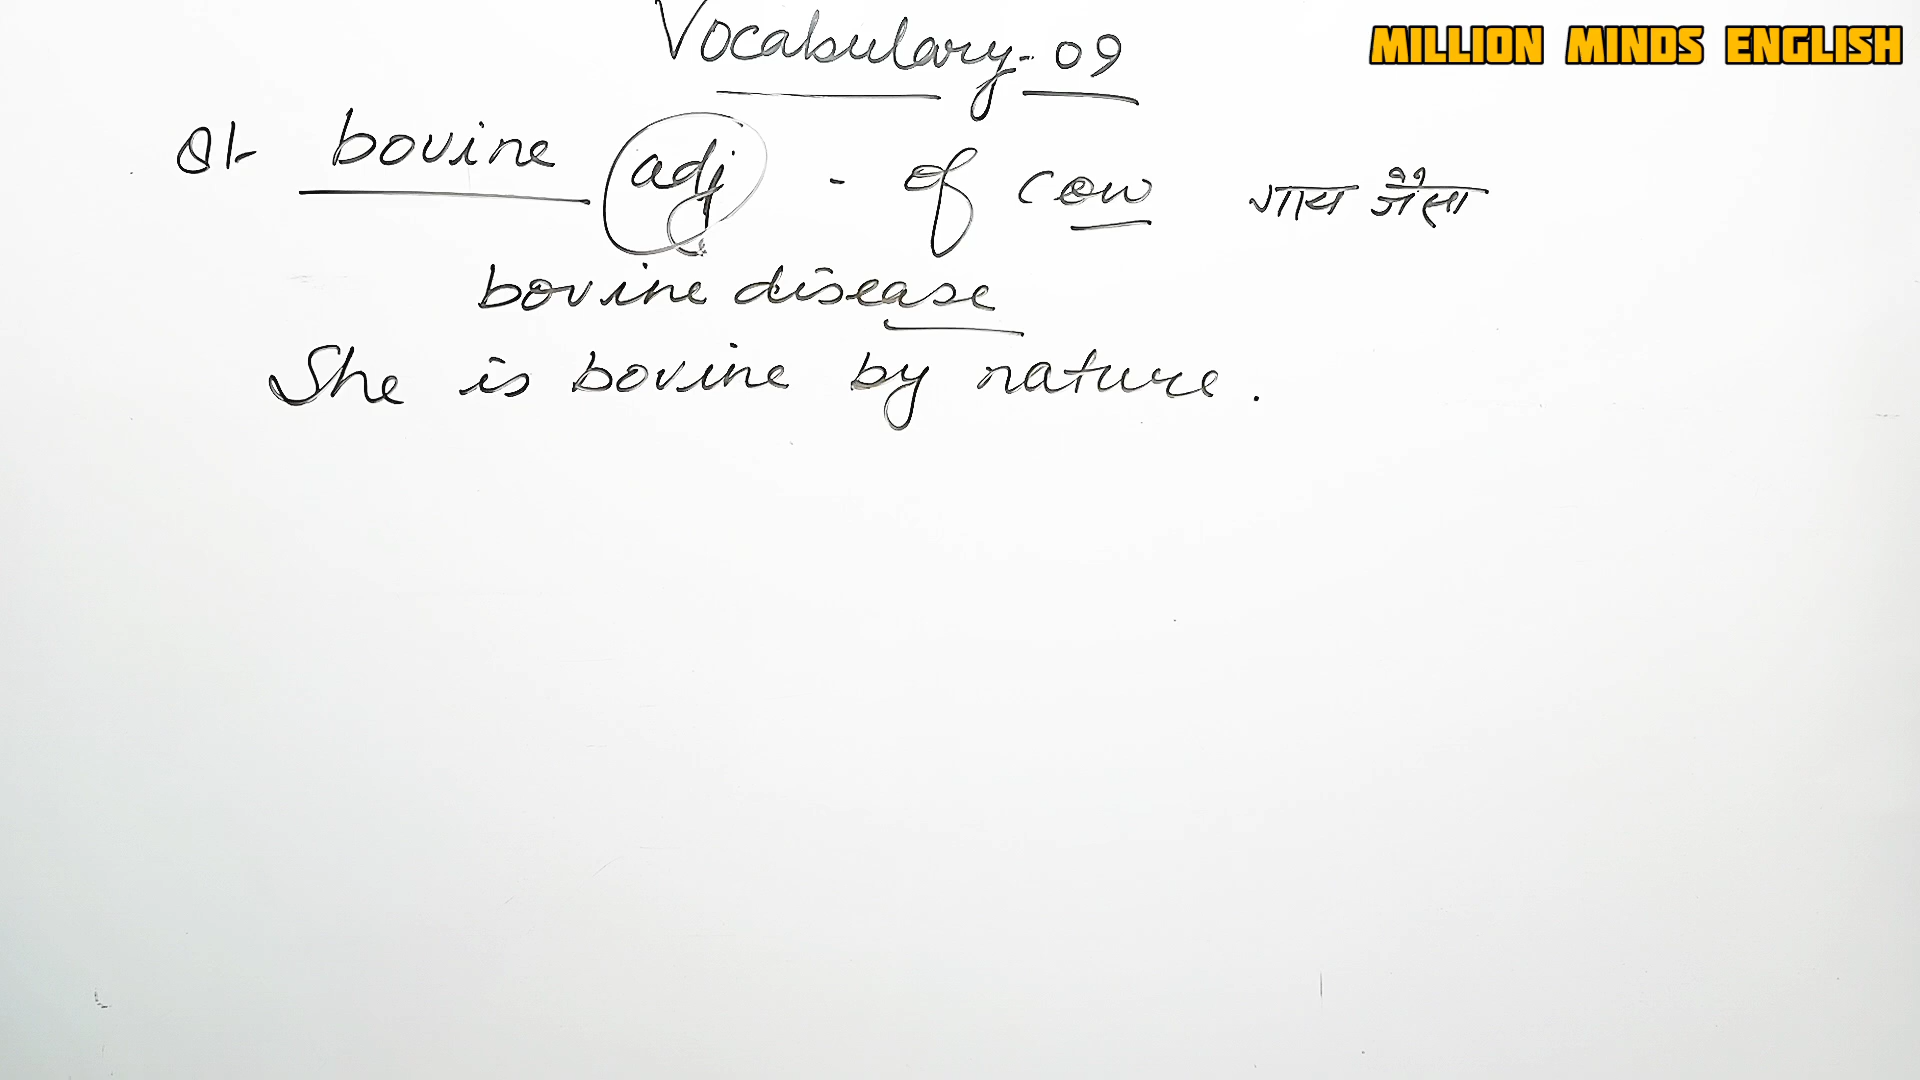 MILLION MINDS ENGLISH
Vocabulary-09
01- bovine adj - of cow गाय जैसा
bovine disease
She is bovine by nature.